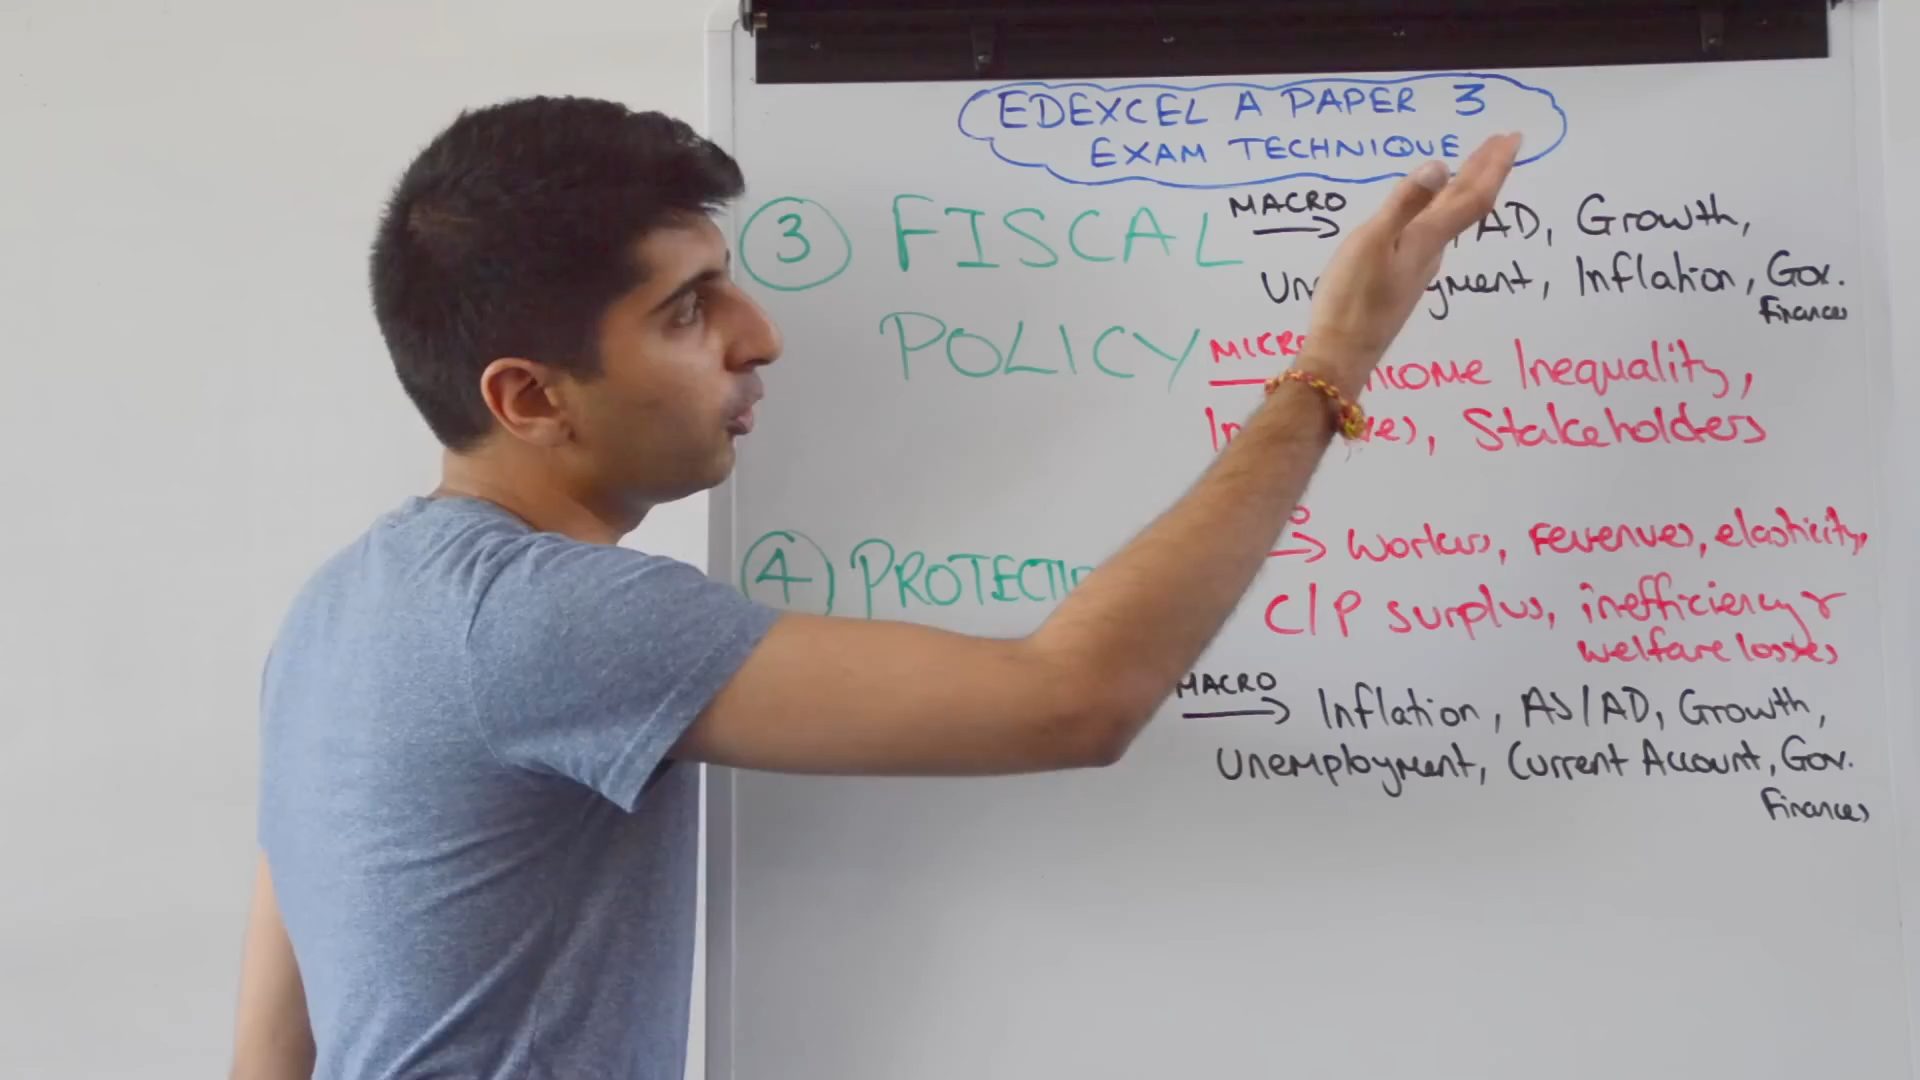 EDEXCEL A PAPER 3
EXAM TECHNIQUE
3 FISCAL
POLICY
MACRO
AD, Growth,
Inflation, Gov.
Finances
Income Inequality,
Stakeholders
4
Workers, revenues, elasticity,
C/P surplus, inefficiency &
welfare losses
MACRO
Inflation, AS/AD, Growth,
Unemployment, Current Account, Gov.
Finances